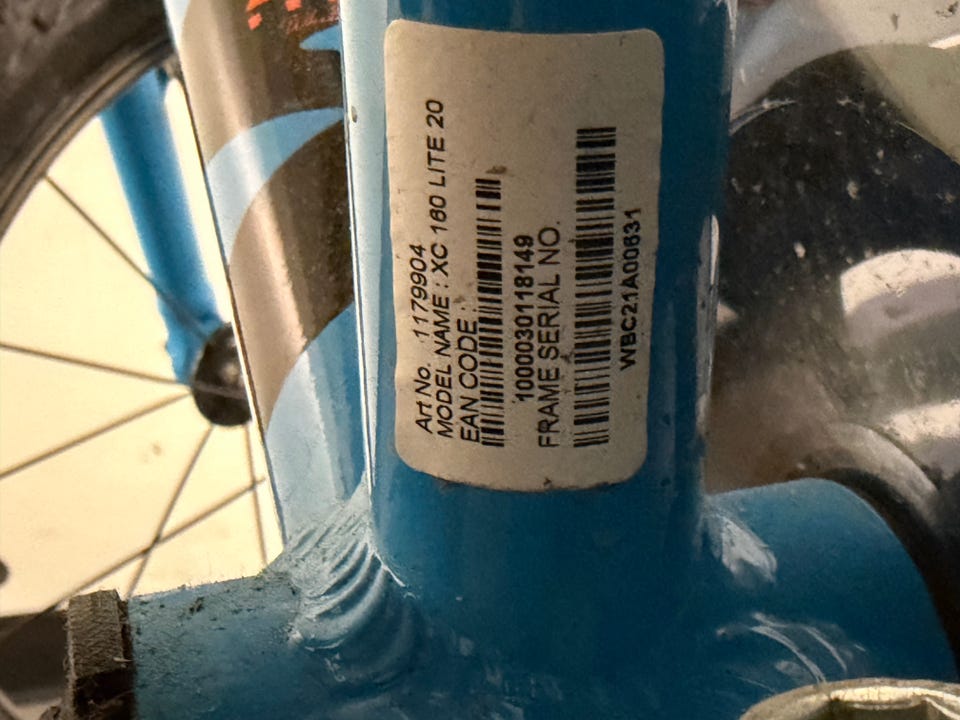 Art No. 1179904
MODEL NAME : XC 160 LITE 20
EAN CODE :
1000030118149
FRAME SERIAL NO.
WBC21A00631